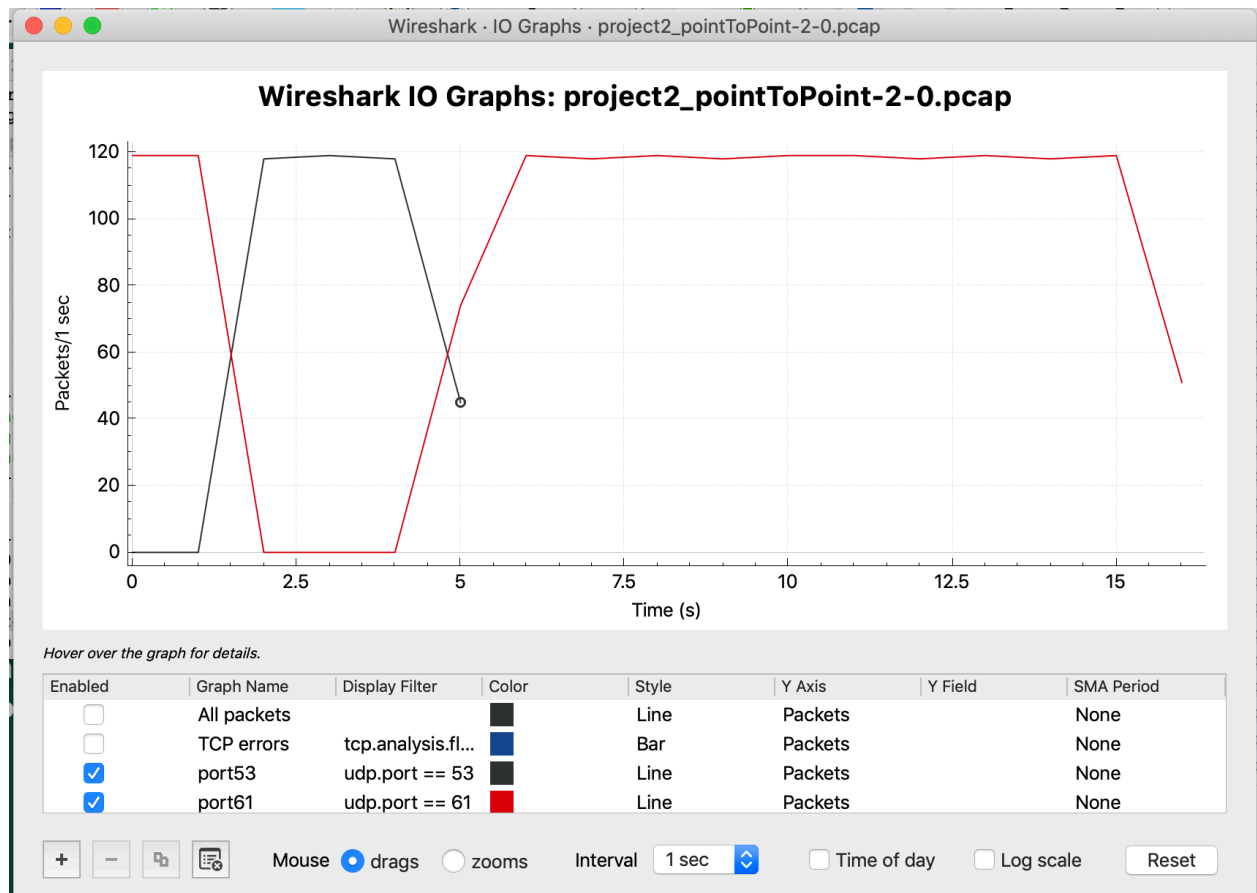 Wireshark · IO Graphs · project2_pointToPoint-2-0.pcap
Wireshark IO Graphs: project2_pointToPoint-2-0.pcap
120
100
80
60
40
20
0
Packets/1 sec
0 2.5 5 7.5 10 12.5 15
Time (s)
Hover over the graph for details.
Enabled Graph Name Display Filter Color Style Y Axis Y Field SMA Period
All packets Line Packets None
TCP errors tcp.analysis.fl... Bar Packets None
port53 udp.port == 53 Line Packets None
port61 udp.port == 61 Line Packets None
+ − Mouse drags zooms Interval 1 sec Time of day Log scale Reset